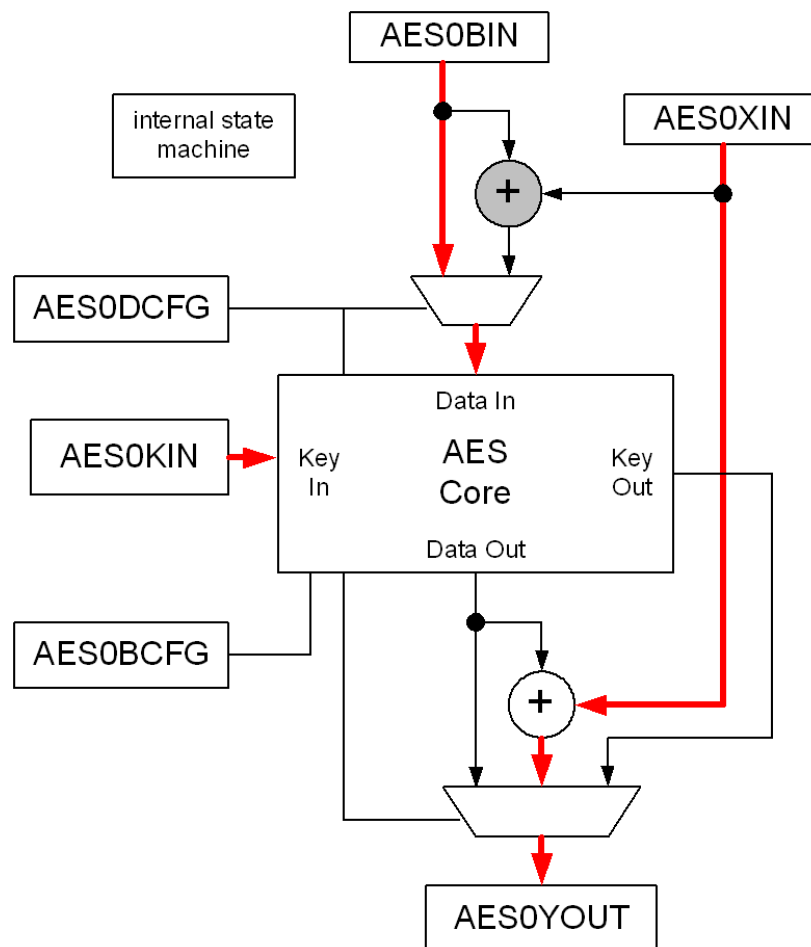 AES0BIN
internal state
machine
AES0XIN
+
AES0DCFG
Data In
AES0KIN
Key
In
AES
Core
Key
Out
Data Out
AES0BCFG
+
AES0YOUT